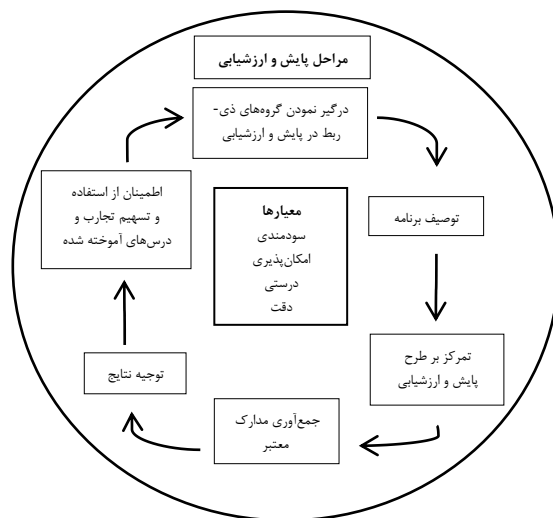 مراحل پایش و ارزشیابی
درگیر نمودن گروه‌های ذی-
ربط در پایش و ارزشیابی
توصیف برنامه
تمرکز بر طرح
پایش و ارزشیابی
جمع‌آوری مدارک
معتبر
توجیه نتایج
اطمینان از استفاده
و تسهیم تجارب و
درس‌های آموخته شده
معیارها
سودمندی
امکان‌پذیری
درستی
دقت